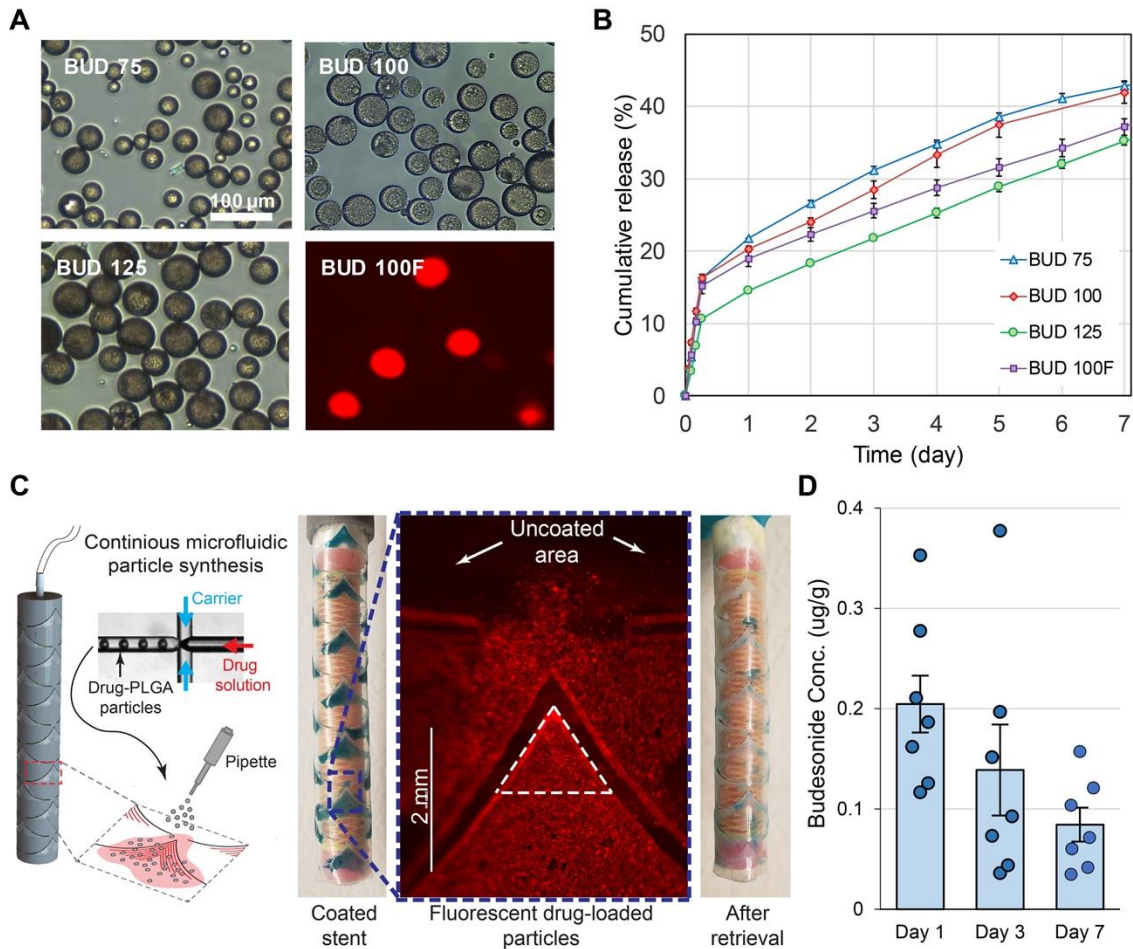 A
BUD 75
100 µm
BUD 100
BUD 125
BUD 100F
B
Cumulative release (%)
50
40
30
20
10
0
0 1 2 3 4 5 6 7
Time (day)
BUD 75
BUD 100
BUD 125
BUD 100F
C
Continious microfluidic
particle synthesis
Carrier
Drug
solution
Drug-PLGA
particles
Pipette
Coated
stent
Uncoated
area
2 mm
Fluorescent drug-loaded
particles
After
retrieval
D
Budesonide Conc. (ug/g)
0.4
0.3
0.2
0.1
0
Day 1 Day 3 Day 7